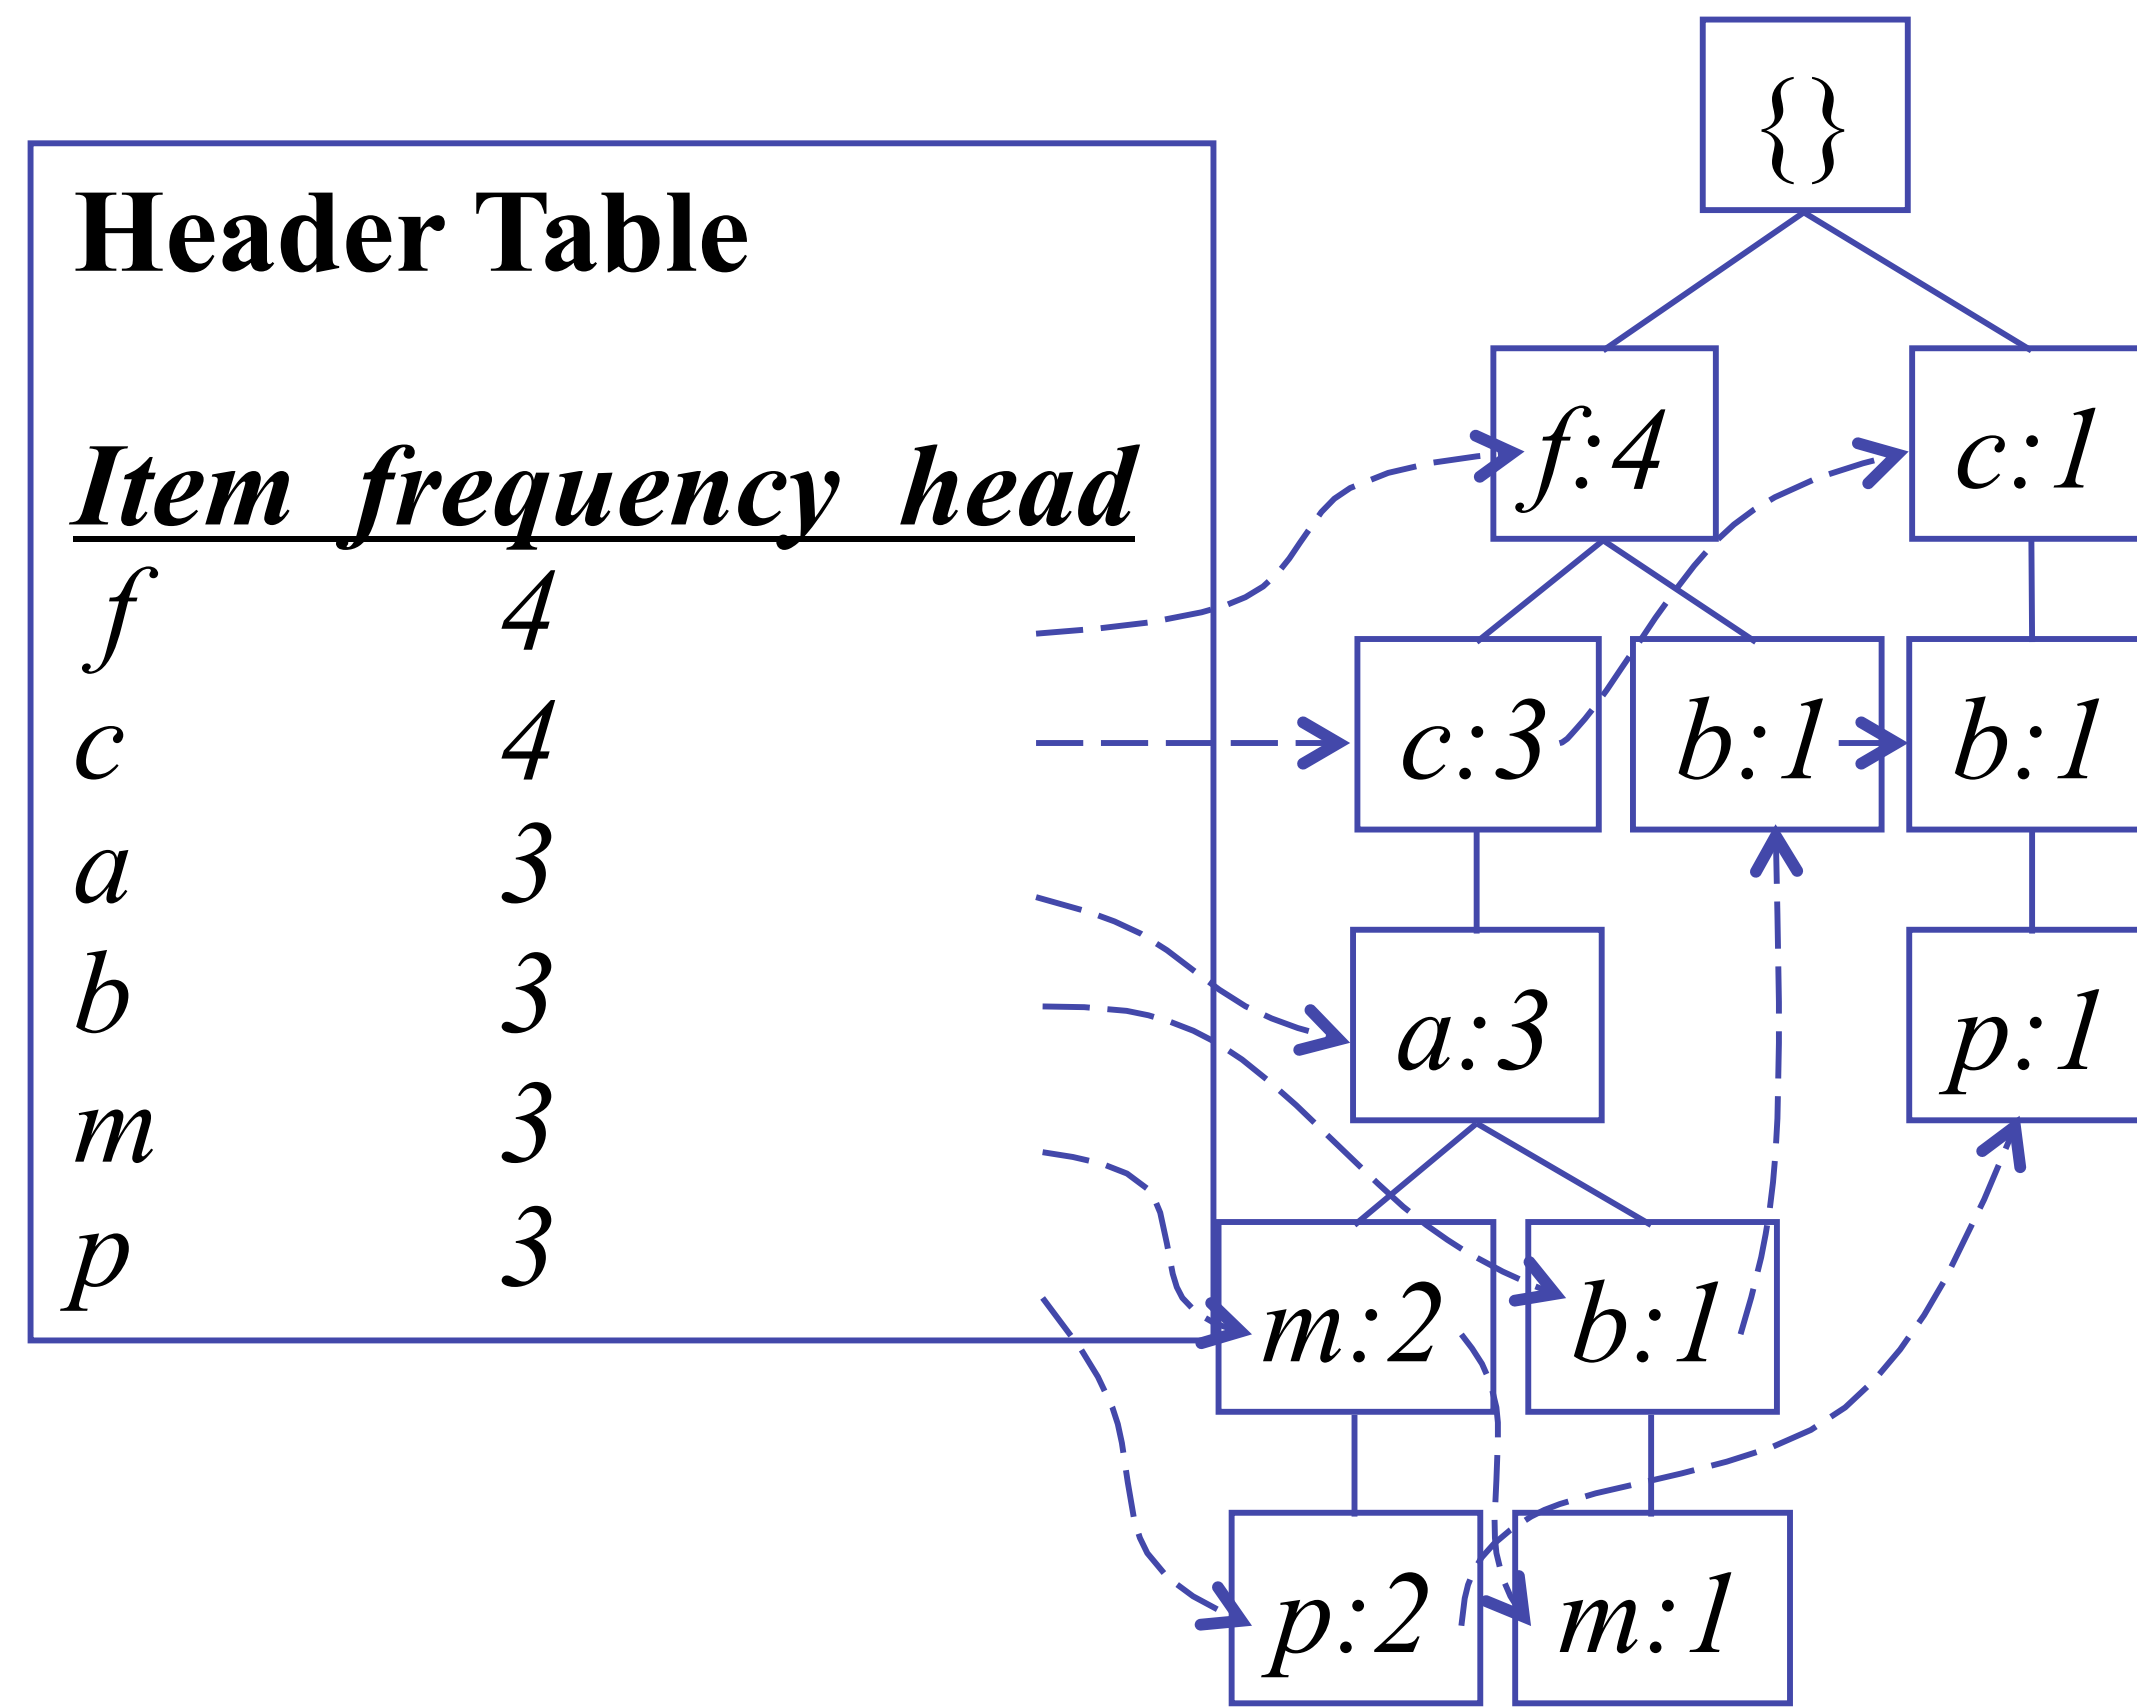 {}
Header Table
f:4 c:1
Item frequency head
f 4
c 4
c:3 b:1 b:1
a 3
b 3
a:3 p:1
m 3
p 3
m:2 b:1
p:2 m:1